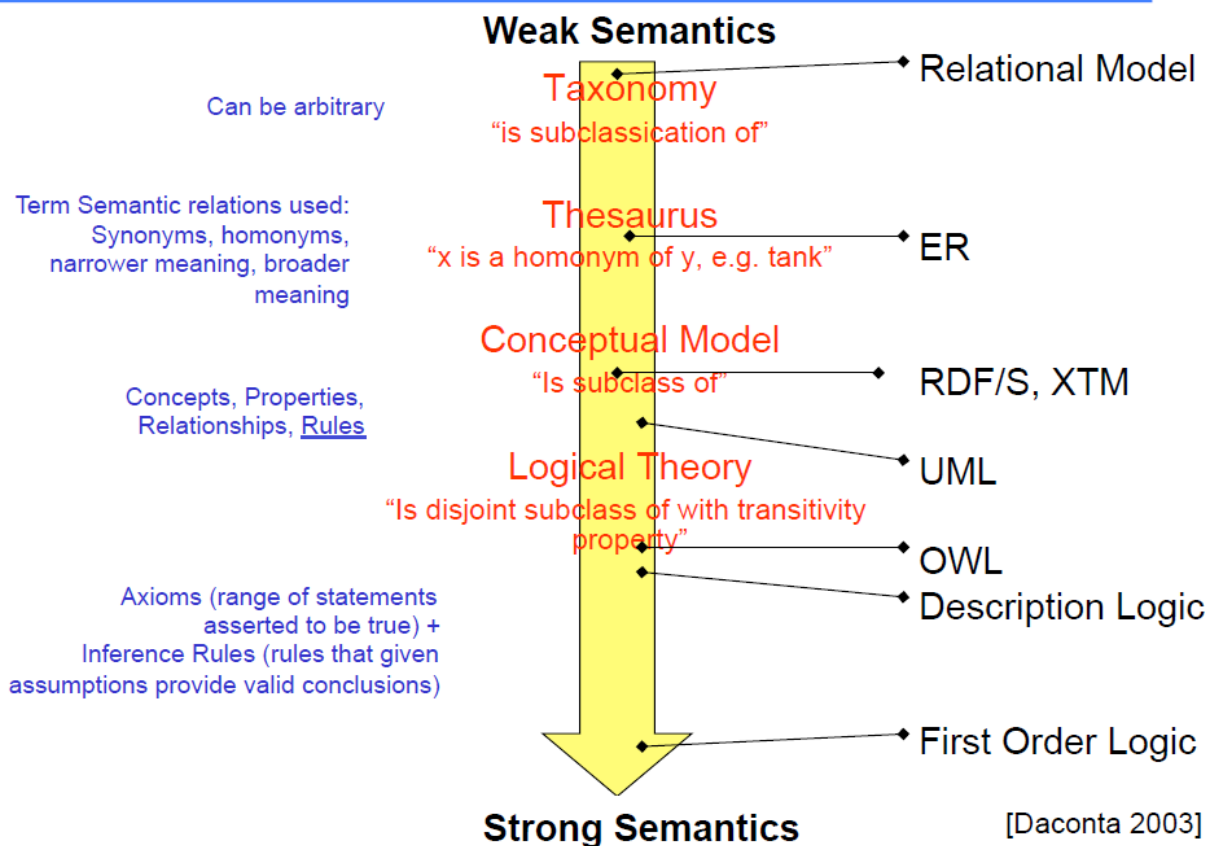 Weak Semantics
Relational Model
Taxonomy
Can be arbitrary
“is subclassication of”
Term Semantic relations used:
Synonyms, homonyms,
narrower meaning, broader
meaning
Thesaurus
“x is a homonym of y, e.g. tank”
ER
Conceptual Model
“Is subclass of”
RDF/S, XTM
Concepts, Properties,
Relationships, Rules
UML
Logical Theory
“Is disjoint subclass of with transitivity
property”
OWL
Description Logic
Axioms (range of statements
asserted to be true) +
Inference Rules (rules that given
assumptions provide valid conclusions)
First Order Logic
Strong Semantics
[Daconta 2003]